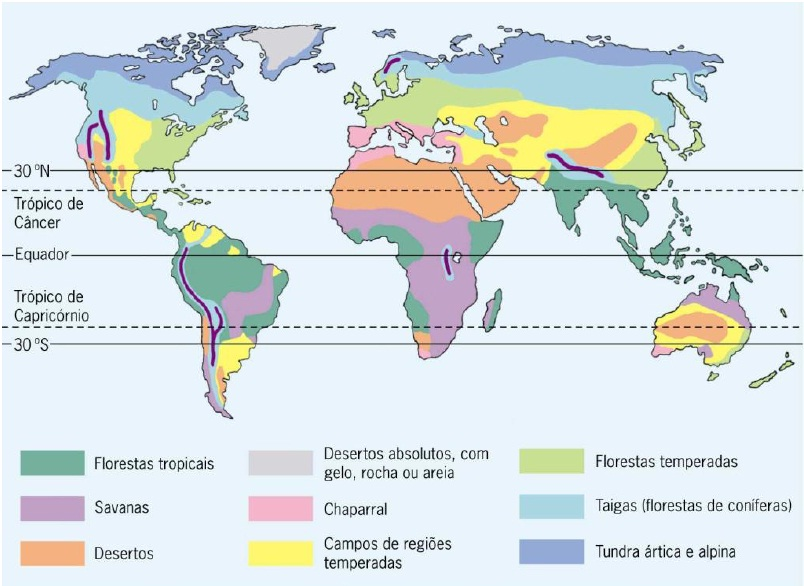 30 ºN
Trópico de
Câncer
Equador
Trópico de
Capricórnio
30 ºS
Florestas tropicais
Savanas
Desertos
Desertos absolutos, com
gelo, rocha ou areia
Chaparral
Campos de regiões
temperadas
Florestas temperadas
Taigas (florestas de coníferas)
Tundra ártica e alpina